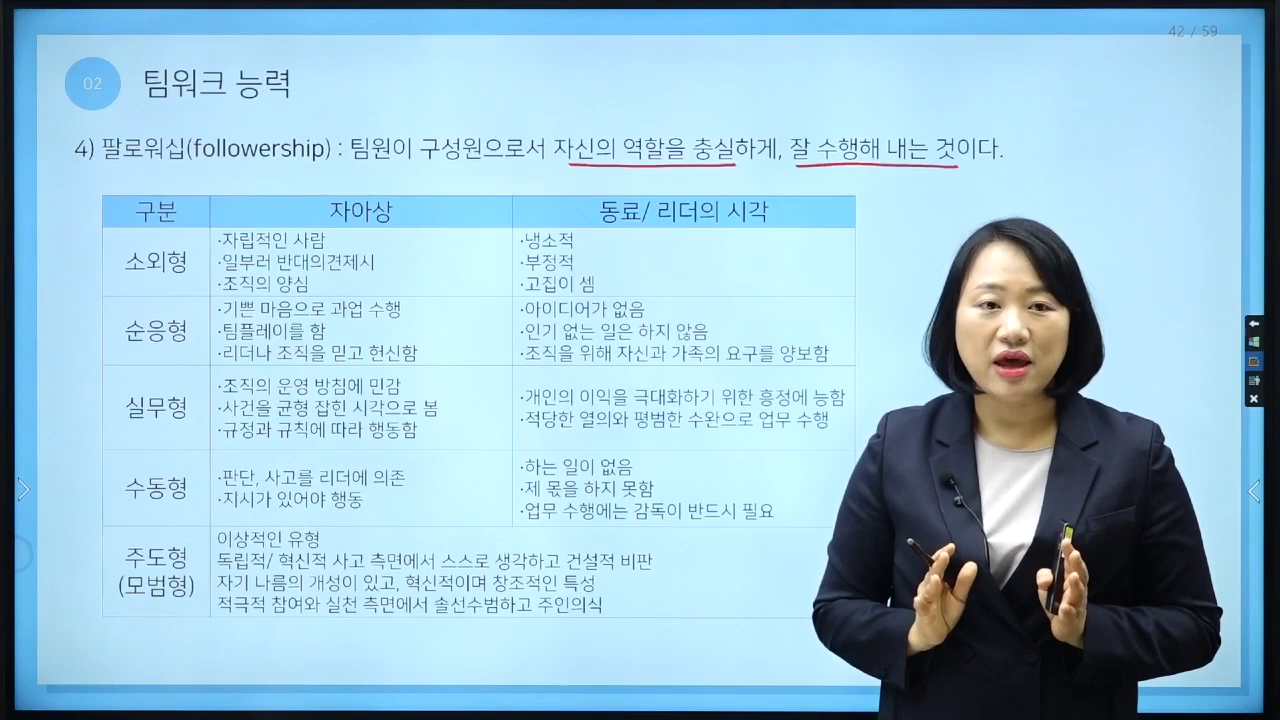 42 / 59
02
팀워크 능력
4) 팔로워십(followership) : 팀원이 구성원으로서 자신의 역할을 충실하게, 잘 수행해 내는 것이다.
구분 자아상 동료/ 리더의 시각
소외형
·자립적인 사람
·일부러 반대의견제시
·조직의 양심
·냉소적
·부정적
·고집이 셈
순응형
·기쁜 마음으로 과업 수행
·팀플레이를 함
·리더나 조직을 믿고 헌신함
·아이디어가 없음
·인기 없는 일은 하지 않음
·조직을 위해 자신과 가족의 요구를 양보함
실무형
·조직의 운영 방침에 민감
·사건을 균형 잡힌 시각으로 봄
·규정과 규칙에 따라 행동함
·개인의 이익을 극대화하기 위한 흥정에 능함
·적당한 열의와 평범한 수완으로 업무 수행
수동형
·판단, 사고를 리더에 의존
·지시가 있어야 행동
·하는 일이 없음
·제 몫을 하지 못함
·업무 수행에는 감독이 반드시 필요
주도형
(모범형)
이상적인 유형
독립적/ 혁신적 사고 측면에서 스스로 생각하고 건설적 비판
자기 나름의 개성이 있고, 혁신적이며 창조적인 특성
적극적 참여와 실천 측면에서 솔선수범하고 주인의식